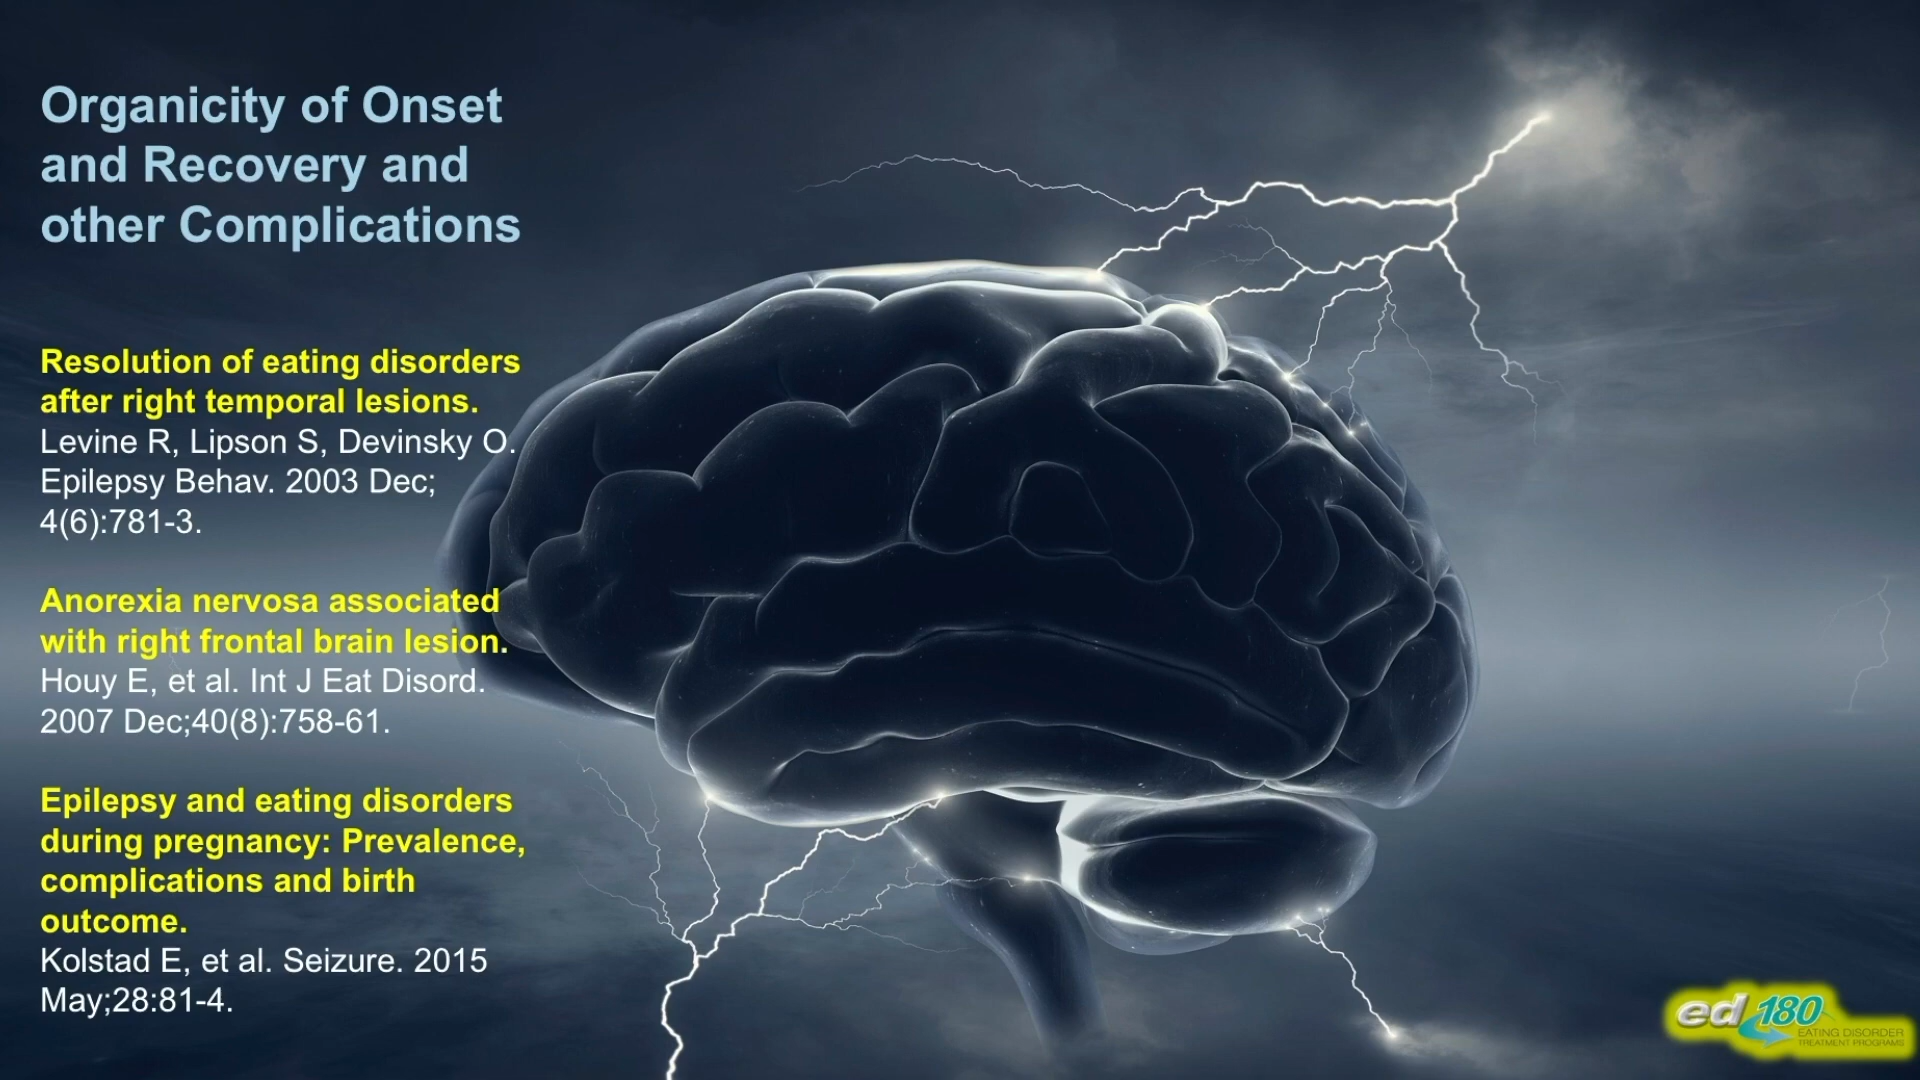 Organicity of Onset
and Recovery and
other Complications
Resolution of eating disorders
after right temporal lesions.
Levine R, Lipson S, Devinsky O.
Epilepsy Behav. 2003 Dec;
4(6):781-3.
Anorexia nervosa associated
with right frontal brain lesion.
Houy E, et al. Int J Eat Disord.
2007 Dec;40(8):758-61.
Epilepsy and eating disorders
during pregnancy: Prevalence,
complications and birth
outcome.
Kolstad E, et al. Seizure. 2015
May;28:81-4.
ed 180
EATING DISORDER
TREATMENT PROGRAMS